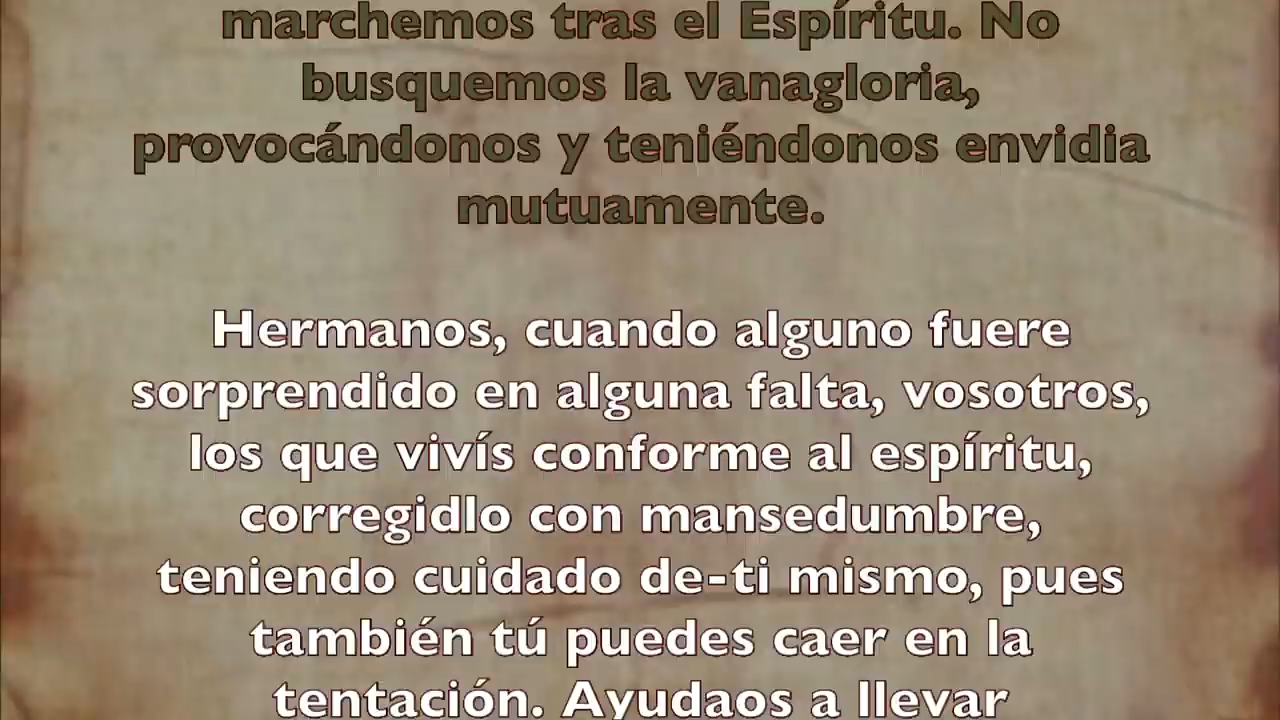 marchemos tras el Espíritu. No
busquemos la vanagloria,
provocándonos y teniéndonos envidia
mutuamente.
Hermanos, cuando alguno fuere
sorprendido en alguna falta, vosotros,
los que vivís conforme al espíritu,
corregidlo con mansedumbre,
teniendo cuidado de-ti mismo, pues
también tú puedes caer en la
tentación. Ayudaos a llevar